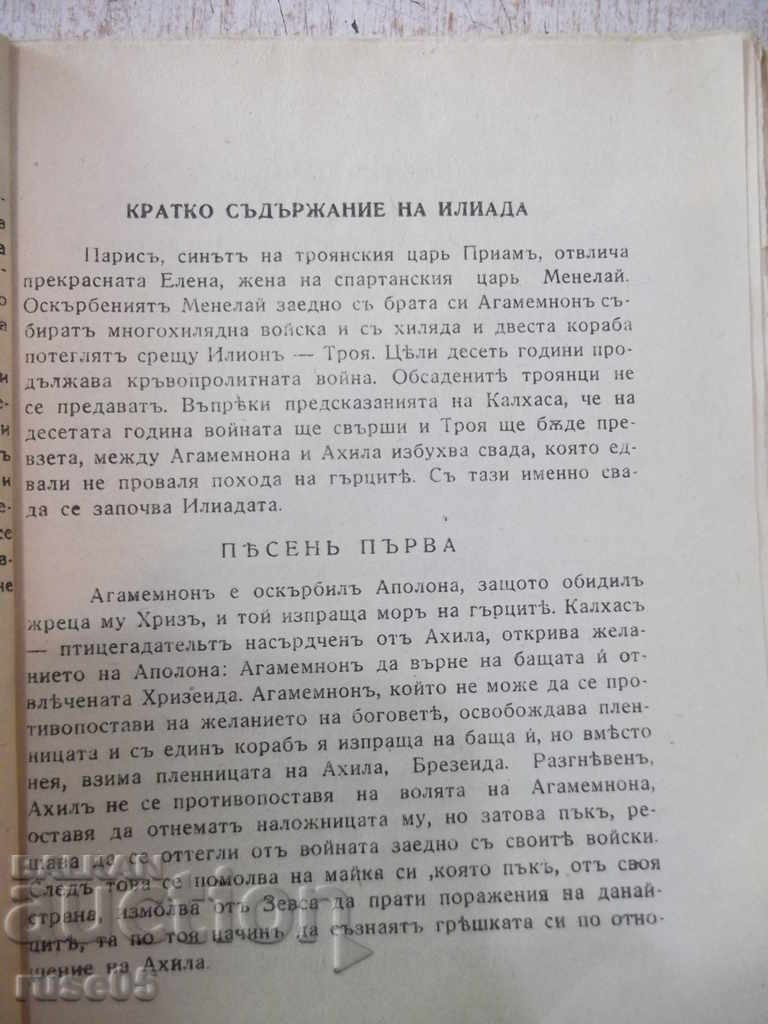 КРАТКО СЪДЪРЖАНИЕ НА ИЛИАДА
Парисъ, синътъ на троянския царь Приамъ, отвлича
прекрасната Елена, жена на спартанския царь Менелай.
Оскърбениятъ Менелай заедно съ брата си Агамемнонъ съ-
биратъ многохилядна войска и съ хиляда и двеста кораба
потеглятъ срещу Илионъ — Троя. Цѣли десеть години про-
дължава кръвопролитната война. Обсаденитѣ троянци не
се предаватъ. Въпрѣки предсказанията на Калхаса, че на
десетата година войната ще свърши и Троя ще бѫде пре-
взета, между Агамемнона и Ахила избухва свада, която ед-
вали не проваля похода на гърцитѣ. Съ тази именно сва-
да се започва Илиадата.
ПѢСЕНЬ ПЪРВА
Агамемнонъ е оскърбилъ Аполона, защото обидилъ
жреца му Хризъ, и той изпраща моръ на гърцитѣ. Калхасъ
— птицегадательтъ насърдченъ отъ Ахила, открива жела-
нието на Аполона: Агамемнонъ да върне на бащата ѝ от-
влѣчената Хризеида. Агамемнонъ, който не може да се про-
тивопостави на желанието на боговетѣ, освобождава плен-
ницата и съ единъ корабъ я изпраща на баща ѝ, но вмѣсто
нея, взима пленницата на Ахила, Брезеида. Разгнѣвенъ,
Ахилъ не се противопоставя на волята на Агамемнона,
оставя да отнематъ наложницата му, но затова пъкъ, ре-
шава да се оттегли отъ войната заедно съ своитѣ войски.
Следъ това се помолва на майка си ,която пъкъ, отъ своя
страна, измолва отъ Зевса да прати поражения на данай-
цитѣ, та по тоя начинъ да съзнаятъ грѣшката си по отно-
шение на Ахила.
BALKAN
auction
ruse05